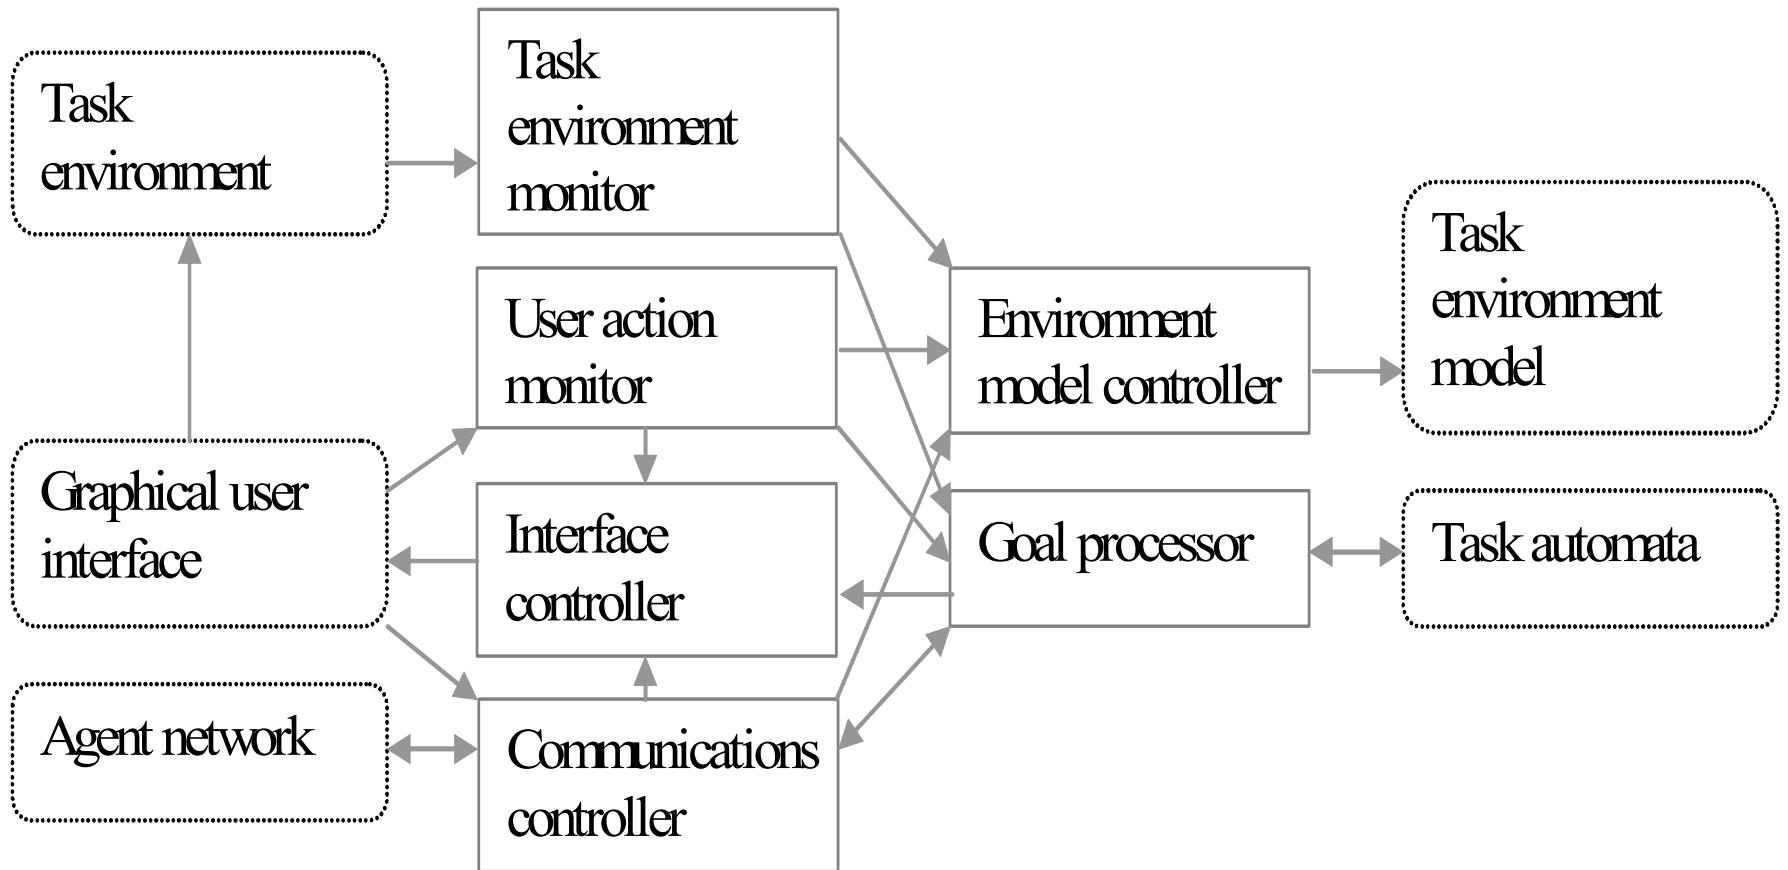 Task
environment
Task
environment
monitor
User action
monitor
Environment
model controller
Task
environment
model
Graphical user
interface
Interface
controller
Goal processor
Task automata
Agent network
Communications
controller